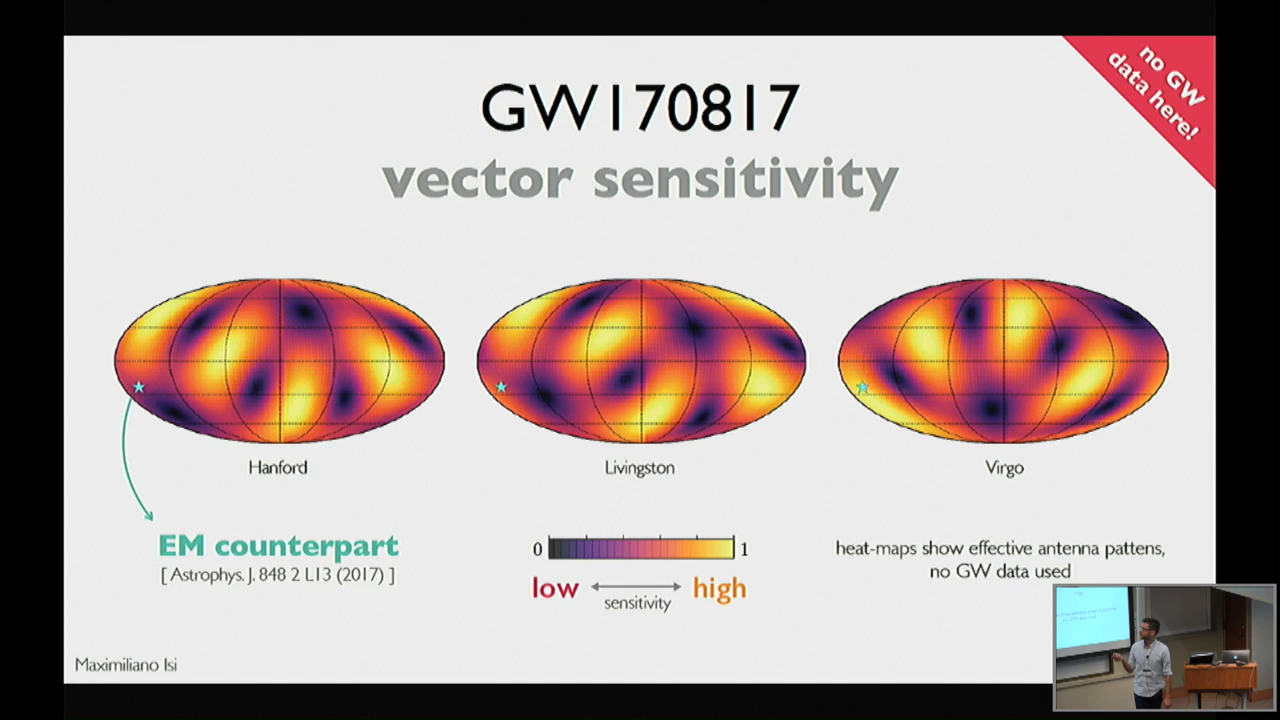 GW170817
vector sensitivity
no GW
data here!
Hanford
Livingston
Virgo
EM counterpart
[ Astrophys. J. 848 2 L13 (2017) ]
0
1
low
high
sensitivity
heat-maps show effective antenna pattens,
no GW data used
Maximiliano Isi